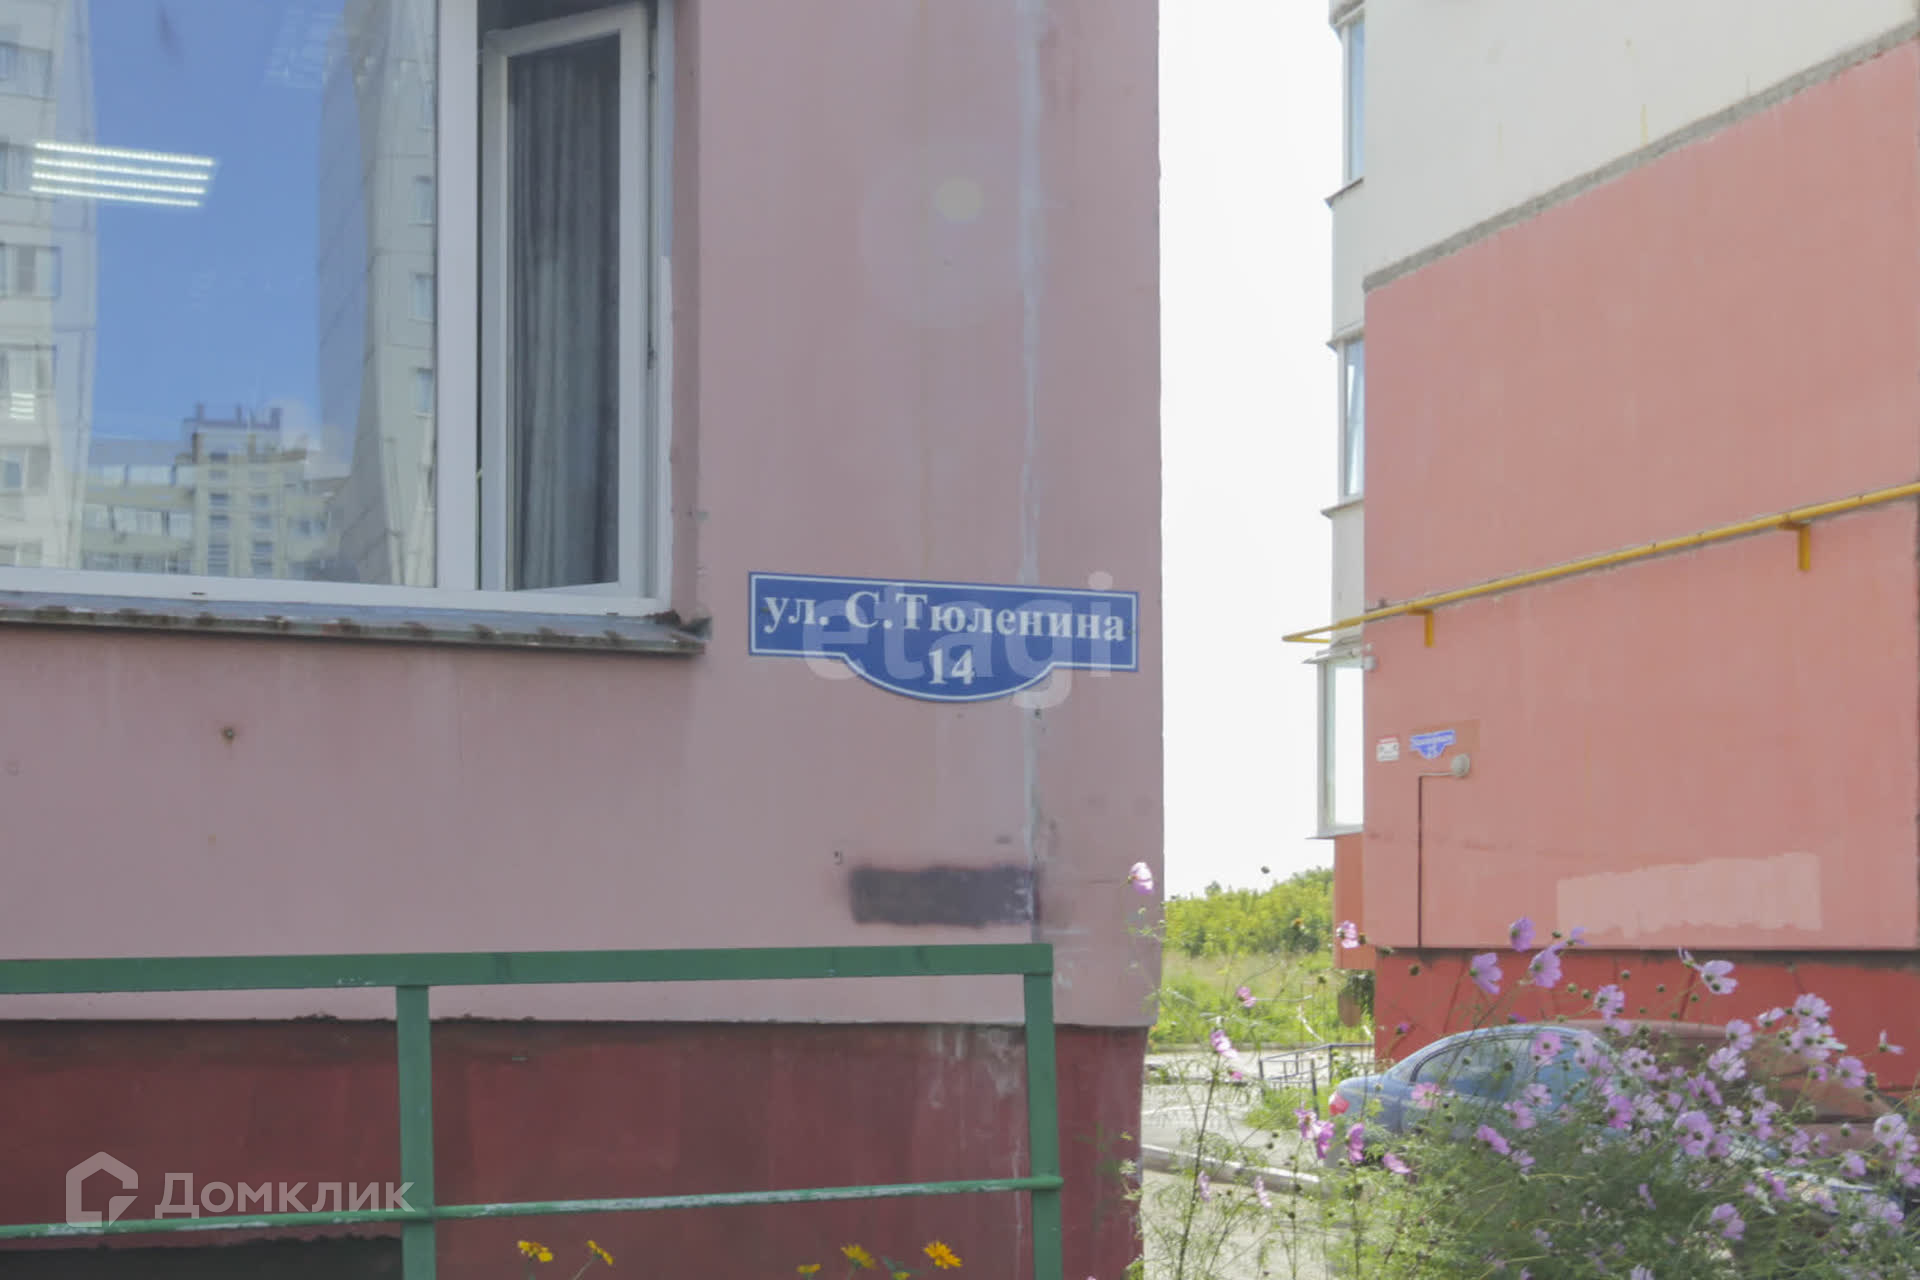 ул. С.Тюленина
14
etagi
Домклик